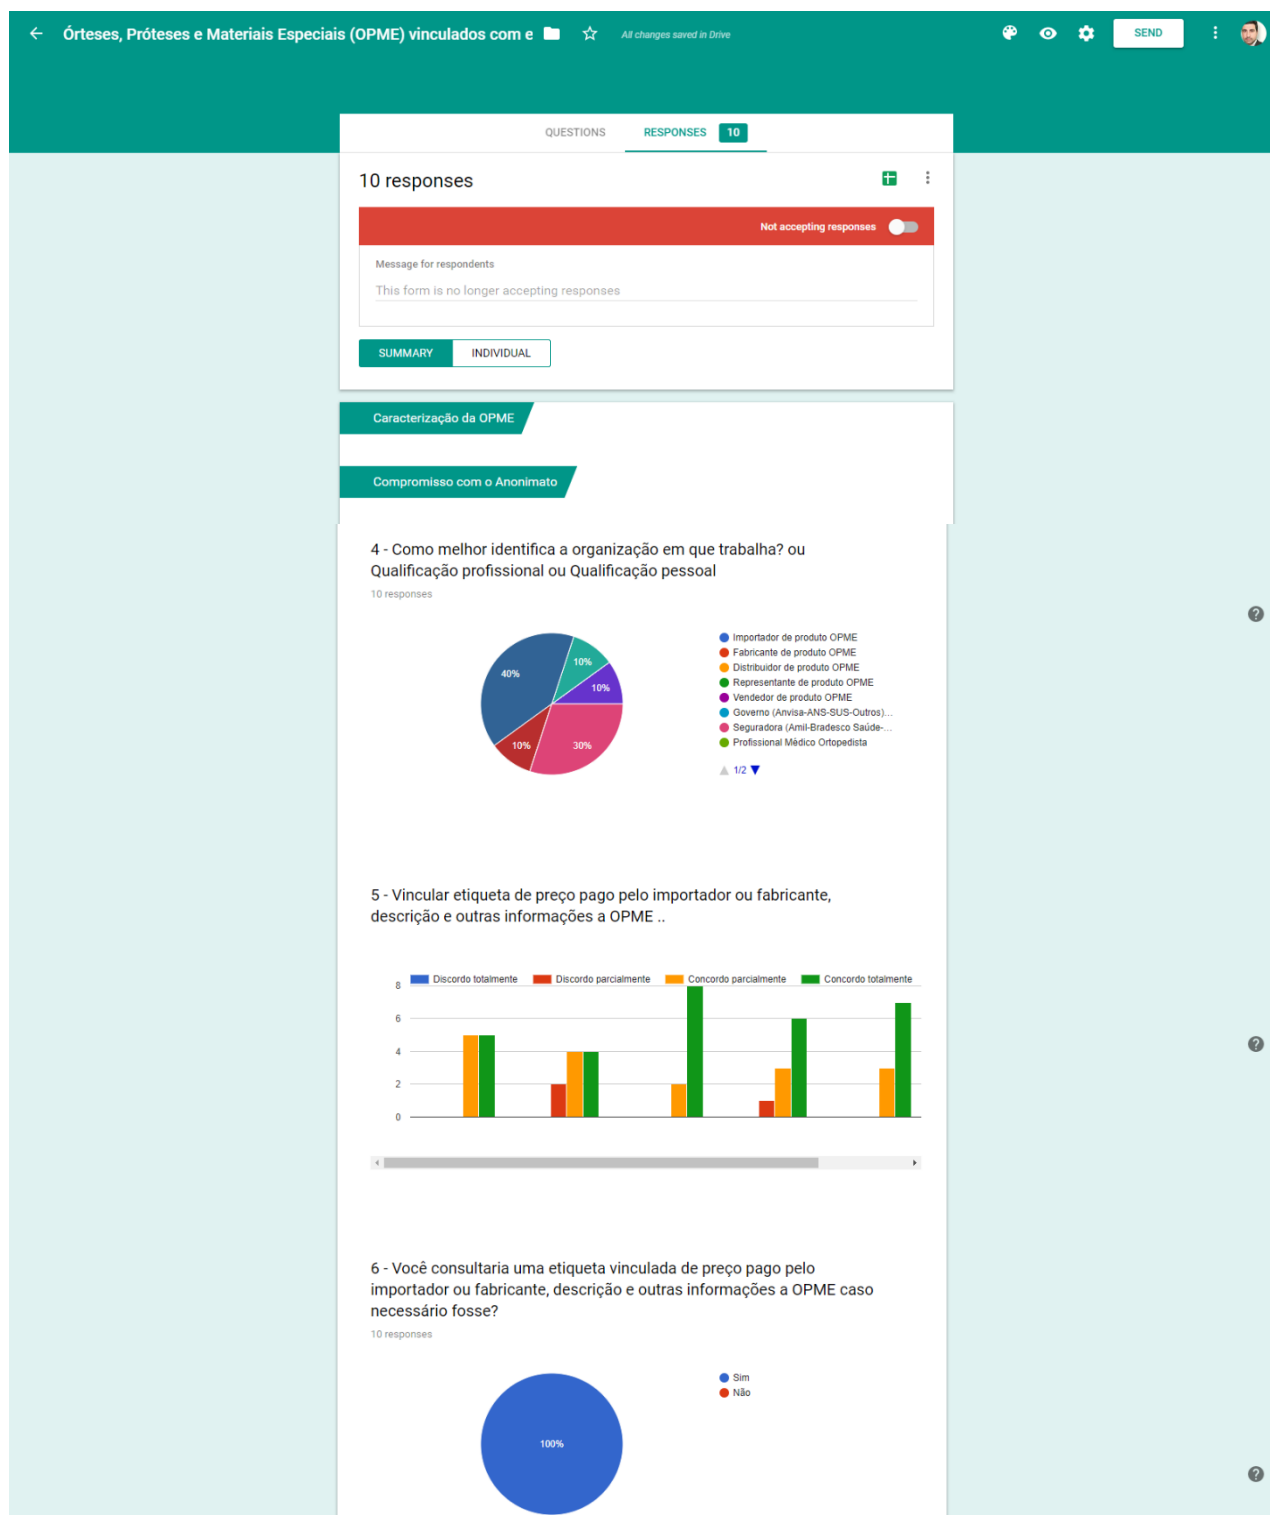 Órteses, Próteses e Materiais Especiais (OPME) vinculados com e
All changes saved in Drive
SEND
QUESTIONS
RESPONSES
10
10 responses
Not accepting responses
Message for respondents
This form is no longer accepting responses
SUMMARY
INDIVIDUAL
Caracterização da OPME
Compromisso com o Anonimato
4 - Como melhor identifica a organização em que trabalha? ou
Qualificação profissional ou Qualificação pessoal
10 responses
40%
10%
10%
10%
30%
Importador de produto OPME
Fabricante de produto OPME
Distribuidor de produto OPME
Representante de produto OPME
Vendedor de produto OPME
Governo (Anvisa-ANS-SUS-Outros)...
Seguradora (Amil-Bradesco Saúde-...
Profissional Médico Ortopedista
1/2
5 - Vincular etiqueta de preço pago pelo importador ou fabricante,
descrição e outras informações a OPME ..
Discordo totalmente
Discordo parcialmente
Concordo parcialmente
Concordo totalmente
8
6
4
2
0
6 - Você consultaria uma etiqueta vinculada de preço pago pelo
importador ou fabricante, descrição e outras informações a OPME caso
necessário fosse?
10 responses
100%
Sim
Não